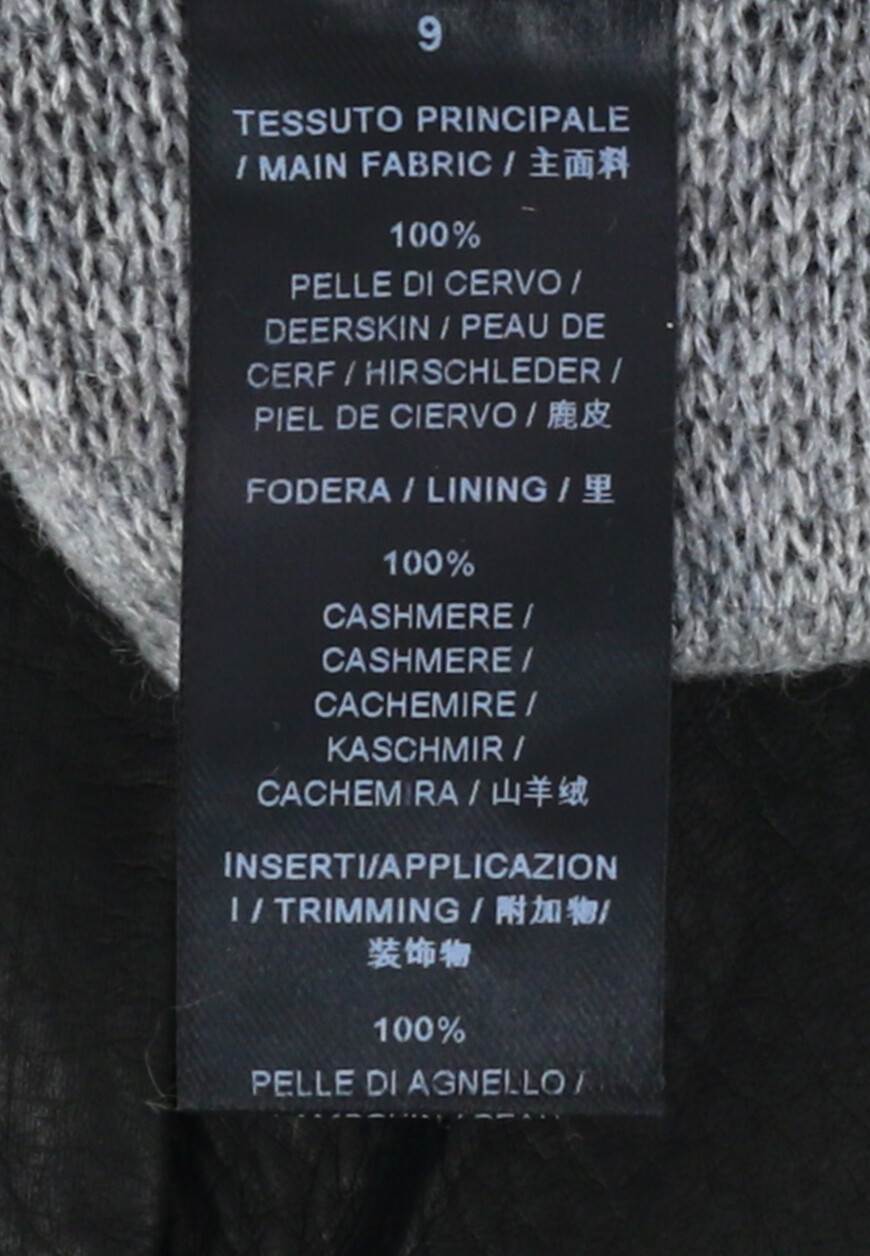 9
TESSUTO PRINCIPALE
/ MAIN FABRIC / 主面料
100%
PELLE DI CERVO /
DEERSKIN / PEAU DE
CERF / HIRSCHLEDER /
PIEL DE CIERVO / 鹿皮
FODERA / LINING / 里
100%
CASHMERE /
CASHMERE /
CACHEMIRE /
KASCHMIR /
CACHEMIRA / 山羊绒
INSERTI/APPLICAZION
I / TRIMMING / 附加物/
装饰物
100%
PELLE DI AGNELLO /